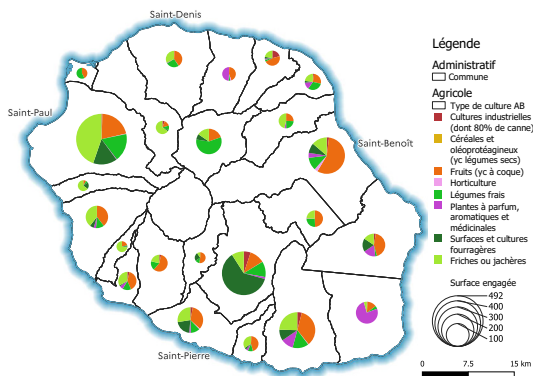 Saint-Denis
Saint-Paul
Saint-Benoît
Saint-Pierre
Légende
Administratif
Commune
Agricole
Type de culture AB
Cultures industrielles
(dont 80% de canne)
Céréales et
oléoprotéagineux
(yc légumes secs)
Fruits (yc à coque)
Horticulture
Légumes frais
Plantes à parfum,
aromatiques et
médicinales
Surfaces et cultures
fourragères
Friches ou jachères
Surface engagée
492
400
300
200
100
0 7.5 15 km